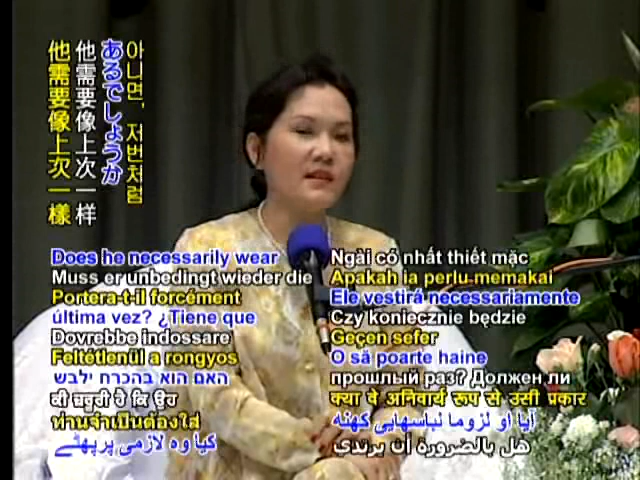 아니면, 저번처럼
あるでしょうか
他需要像上次一样
他需要像上次一樣
Does he necessarily wear
Muss er unbedingt wieder die
Portera-t-il forcément
última vez? ¿Tiene que
Dovrebbe indossare
Feltétlenül a rongyos
האם הוא בהכרח ילבש
की ज़रूरी है कि ਉਹ
ท่านจำเป็นต้องใส่
کیا وہ لازمی پر پھٹے
Ngài có nhất thiết mặc
Apakah ia perlu memakai
Ele vestirá necessariamente
Czy koniecznie będzie
Geçen sefer
O să poarte haine
прошлый раз? Должен ли
क्या वे अनिवार्य रूप से उसी प्रकार
آیا او لزوما لباسهایی کهنه
هل بالضرورة أن يرتدي